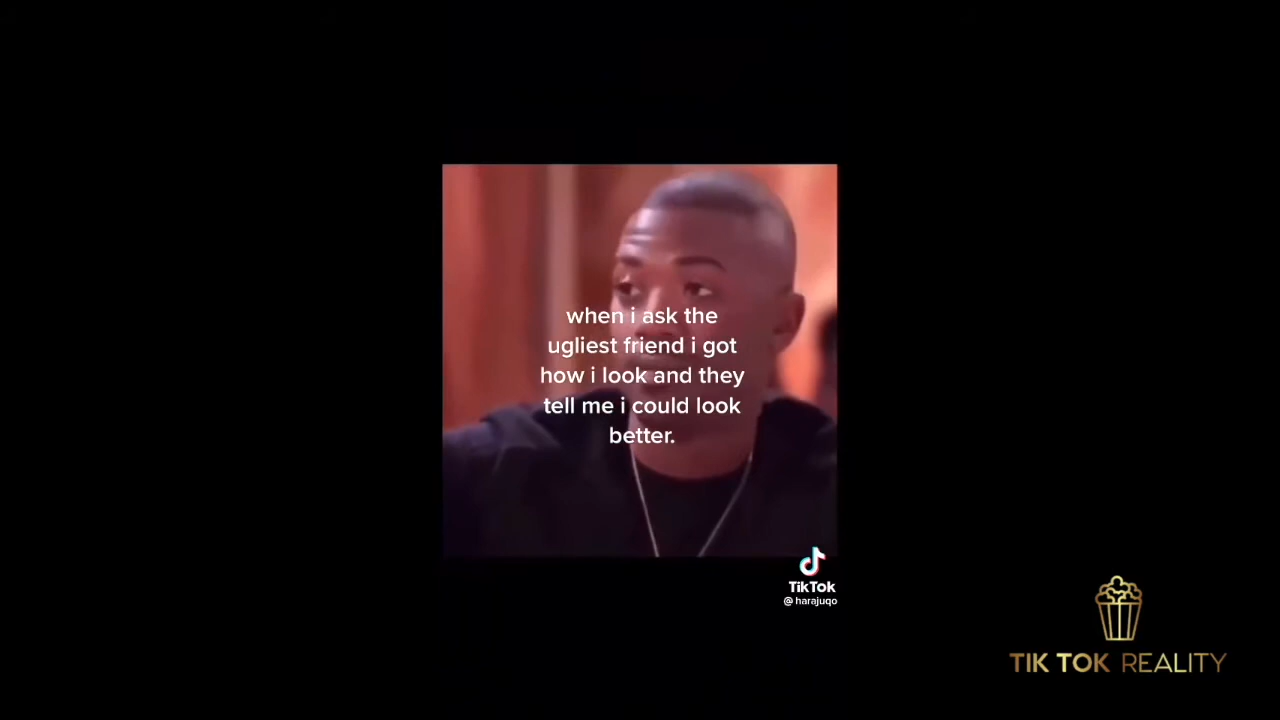 when i ask the
ugliest friend i got
how i look and they
tell me i could look
better.
TikTok
@ harajuqo
TIK TOK REALITY